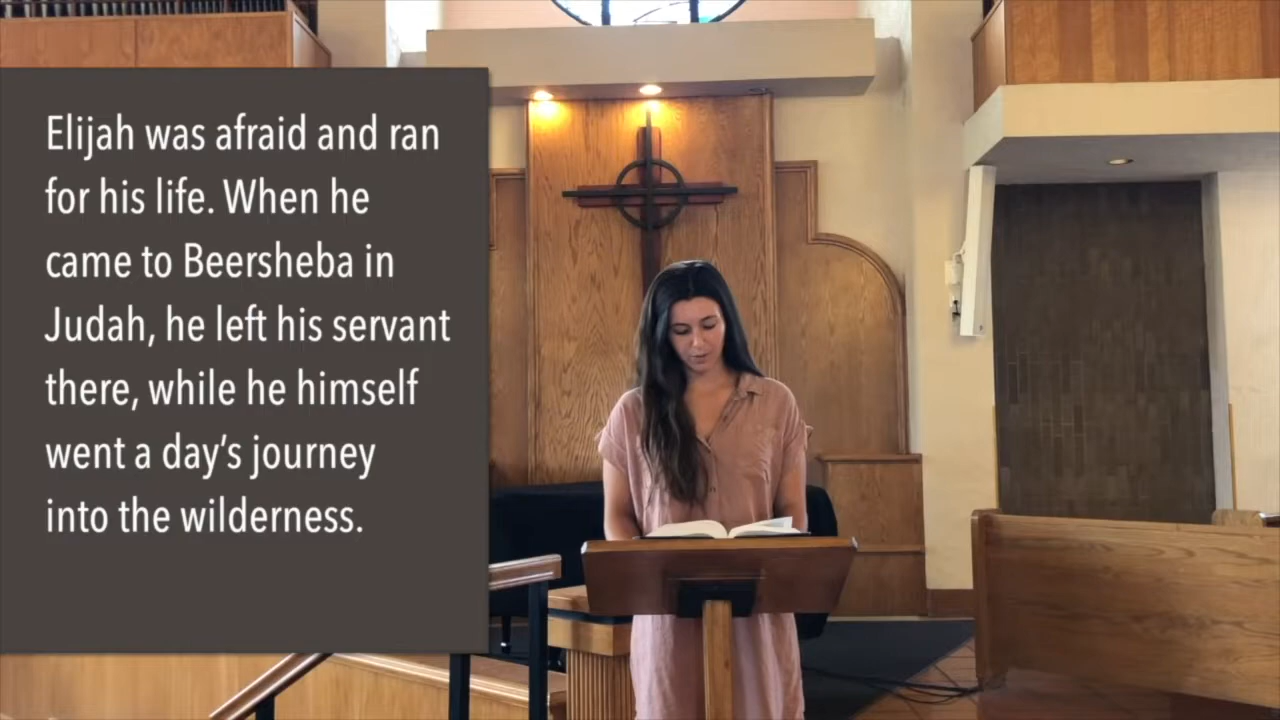 Elijah was afraid and ran
for his life. When he
came to Beersheba in
Judah, he left his servant
there, while he himself
went a day’s journey
into the wilderness.